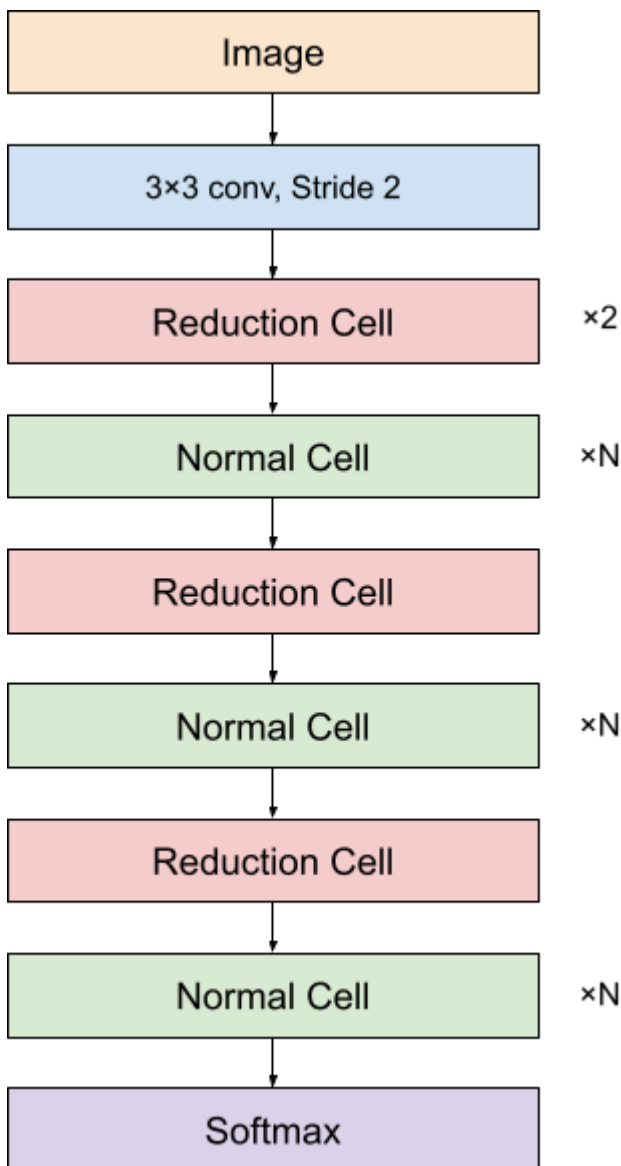 Image
3×3 conv, Stride 2
Reduction Cell ×2
Normal Cell ×N
Reduction Cell
Normal Cell ×N
Reduction Cell
Normal Cell ×N
Softmax